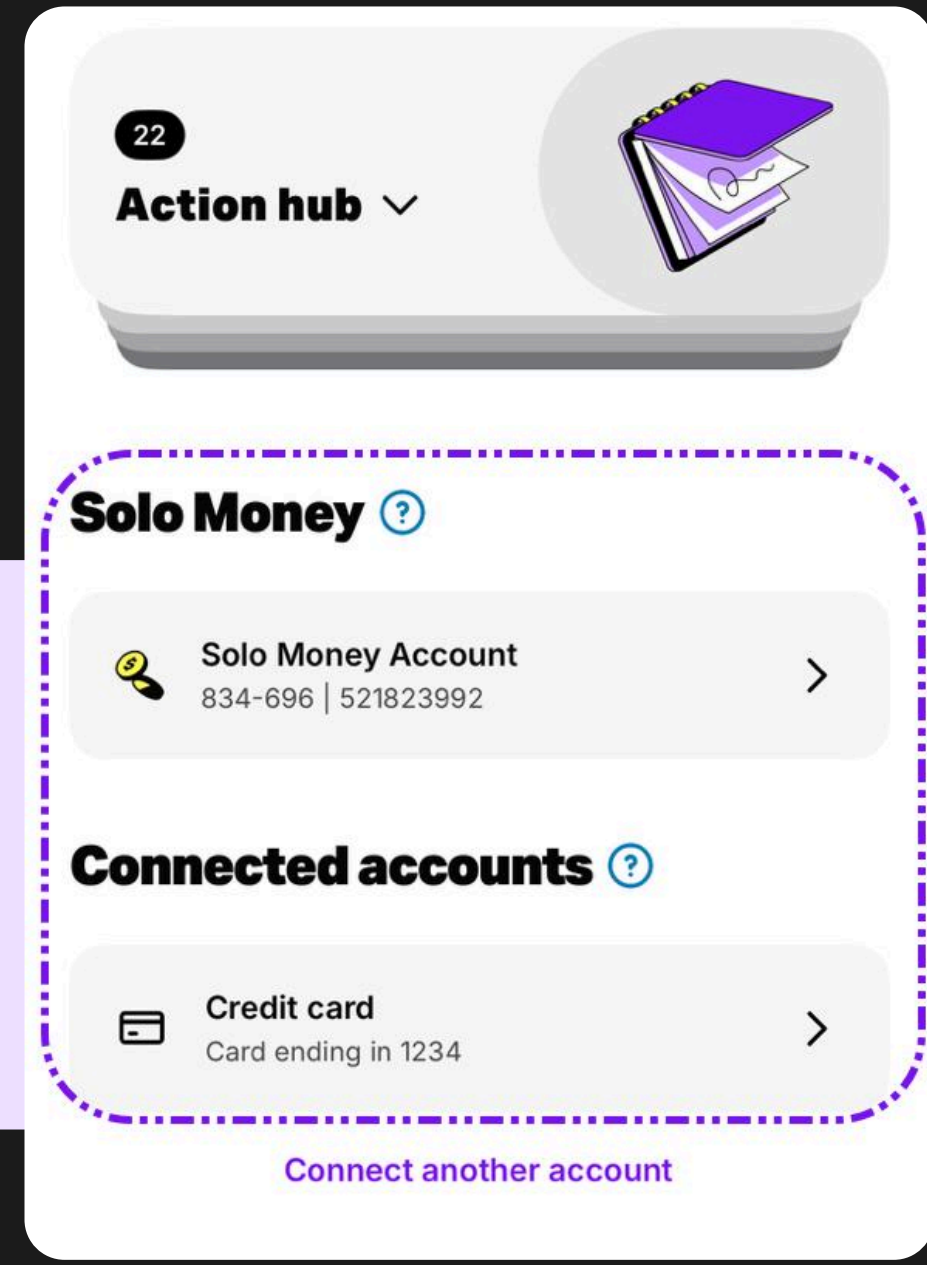 22
Action hub
Solo Money ?
Solo Money Account
834-696 | 521823992
Connected accounts ?
Credit card
Card ending in 1234
Connect another account